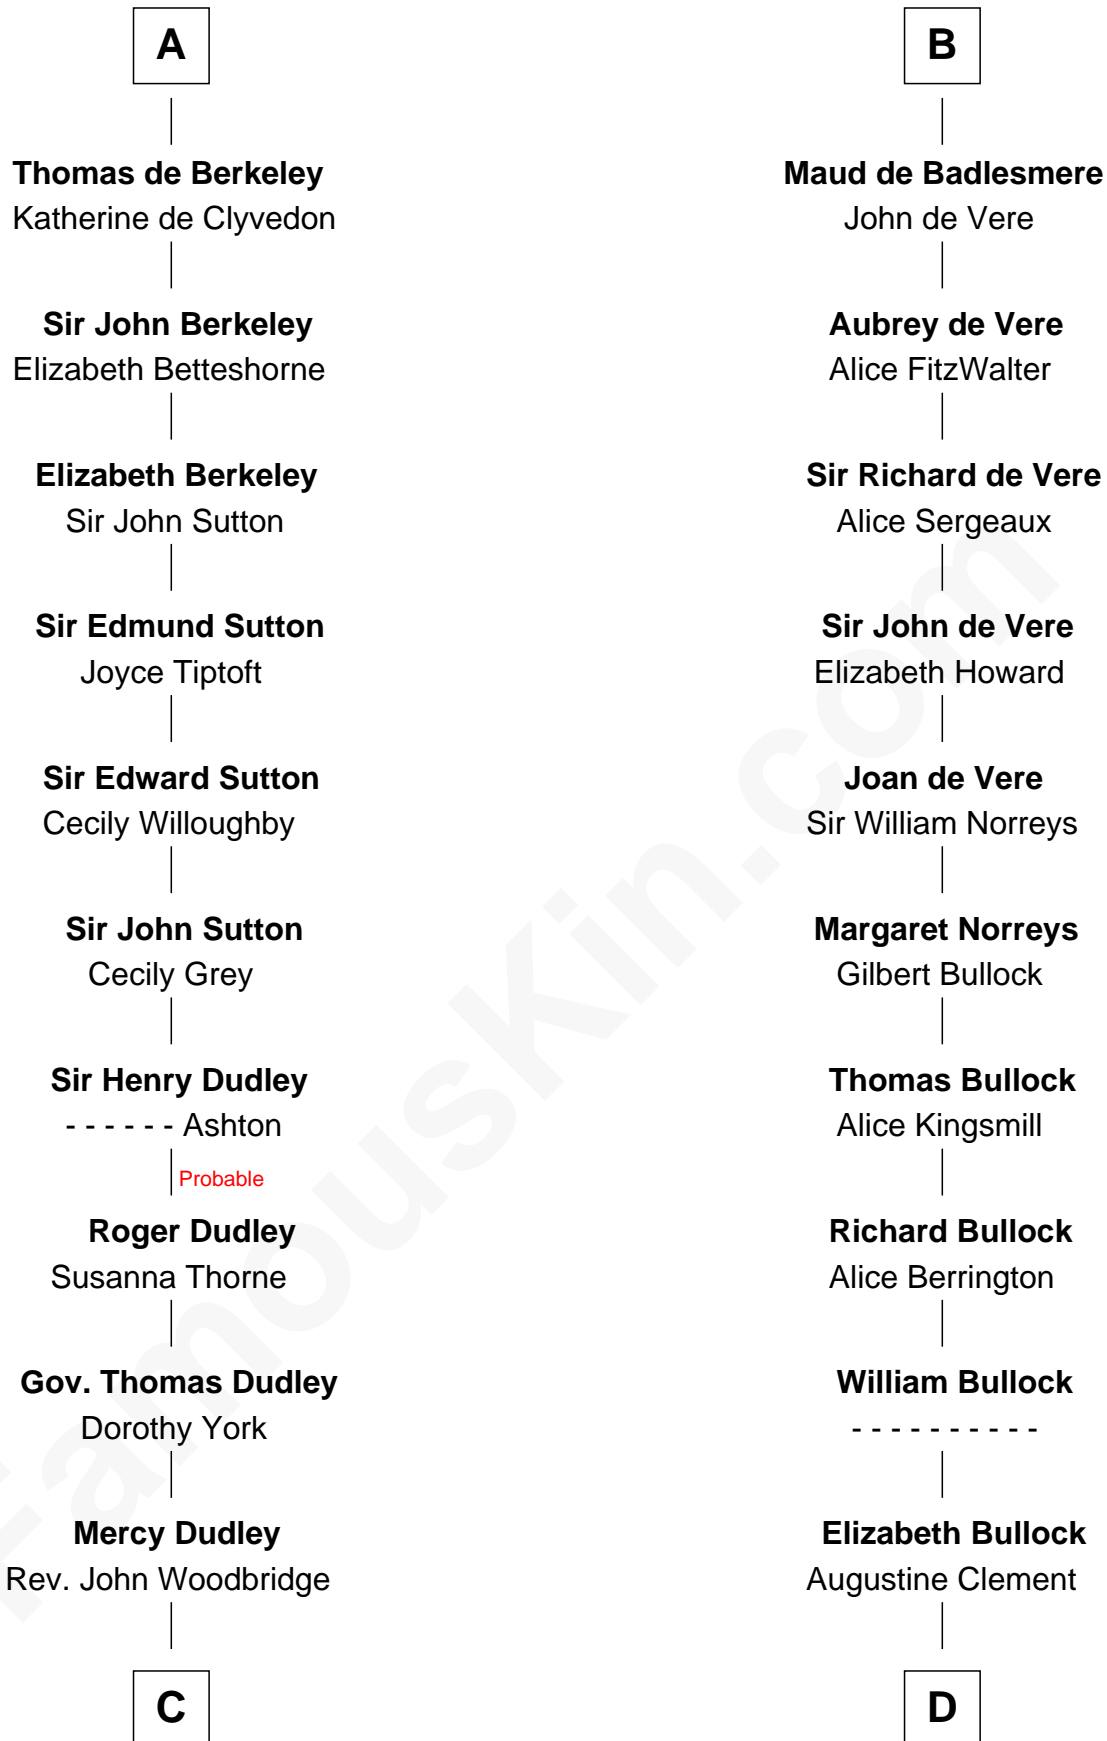 A
Thomas de Berkeley
Katherine de Clyvedon
Sir John Berkeley
Elizabeth Betteshorne
Elizabeth Berkeley
Sir John Sutton
Sir Edmund Sutton
Joyce Tiptoft
Sir Edward Sutton
Cecily Willoughby
Sir John Sutton
Cecily Grey
Sir Henry Dudley
- - - - - - Ashton
Probable
Roger Dudley
Susanna Thorne
Gov. Thomas Dudley
Dorothy York
Mercy Dudley
Rev. John Woodbridge
C
B
Maud de Badlesmere
John de Vere
Aubrey de Vere
Alice FitzWalter
Sir Richard de Vere
Alice Sergeaux
Sir John de Vere
Elizabeth Howard
Joan de Vere
Sir William Norreys
Margaret Norreys
Gilbert Bullock
Thomas Bullock
Alice Kingsmill
Richard Bullock
Alice Berrington
William Bullock
- - - - - - - - - -
Elizabeth Bullock
Augustine Clement
D
FamousKin.com